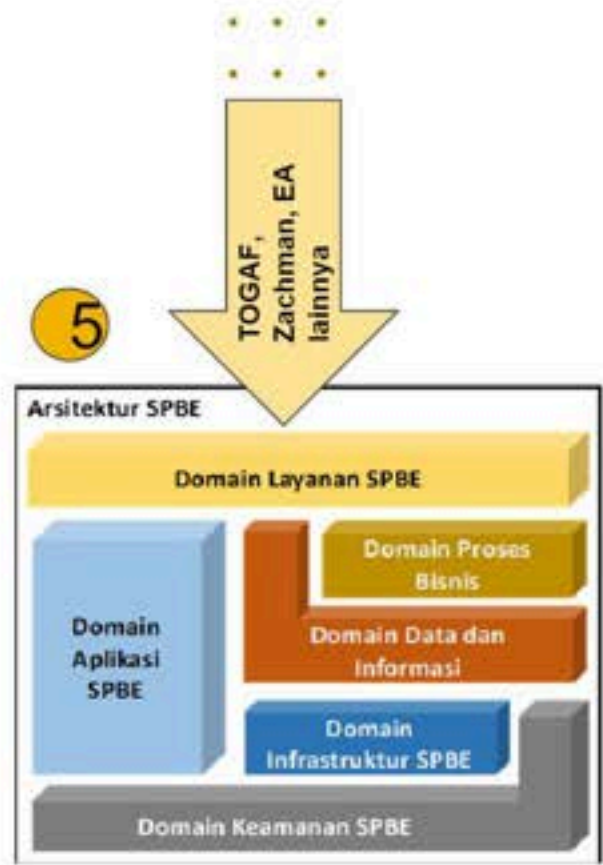 TOGAF,
Zachman, EA
lainnya
5
Arsitektur SPBE
Domain Layanan SPBE
Domain Aplikasi SPBE
Domain Proses
Bisnis
Domain Data dan
Informasi
Domain
Infrastruktur SPBE
Domain Keamanan SPBE